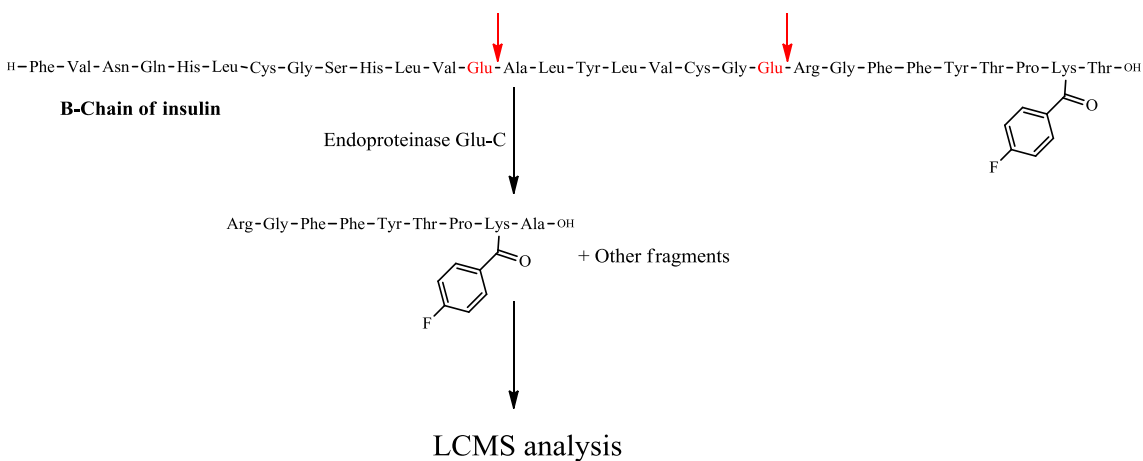 H–Phe–Val–Asn–Gln–His–Leu–Cys–Gly–Ser–His–Leu–Val–Glu–Ala–Leu–Tyr–Leu–Val–Cys–Gly–Glu–Arg–Gly–Phe–Phe–Tyr–Thr–Pro–Lys–Thr–OH
B-Chain of insulin
O
F
Endoproteinase Glu-C
Arg–Gly–Phe–Phe–Tyr–Thr–Pro–Lys–Ala–OH
O
+ Other fragments
F
LCMS analysis